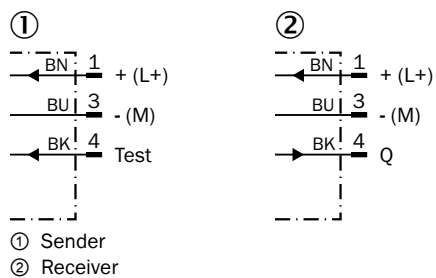 ① ②
BN 1 + (L+) BN 1 + (L+)
BU 3 - (M) BU 3 - (M)
BK 4 Test BK 4 Q
① Sender
② Receiver